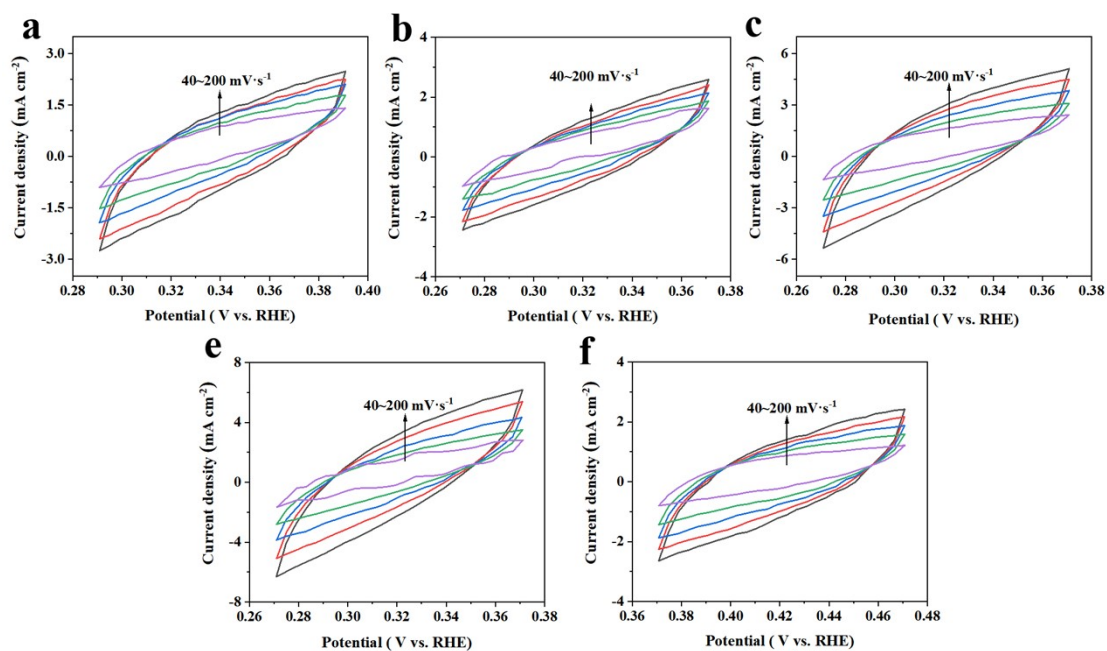 a
3.0
1.5
0.0
-1.5
-3.0
Current density (mA cm-2)
40~200 mV·s-1
0.28 0.30 0.32 0.34 0.36 0.38 0.40
Potential ( V vs. RHE)
b
4
2
0
-2
-4
Current density (mA cm-2)
40~200 mV·s-1
0.26 0.28 0.30 0.32 0.34 0.36 0.38
Potential ( V vs. RHE)
c
6
3
0
-3
-6
Current density (mA cm-2)
40~200 mV·s-1
0.26 0.28 0.30 0.32 0.34 0.36 0.38
Potential ( V vs. RHE)
e
8
4
0
-4
-8
Current density (mA cm-2)
40~200 mV·s-1
0.26 0.28 0.30 0.32 0.34 0.36 0.38
Potential ( V vs. RHE)
f
4
2
0
-2
-4
Current density (mA cm-2)
40~200 mV·s-1
0.36 0.38 0.40 0.42 0.44 0.46 0.48
Potential ( V vs. RHE)